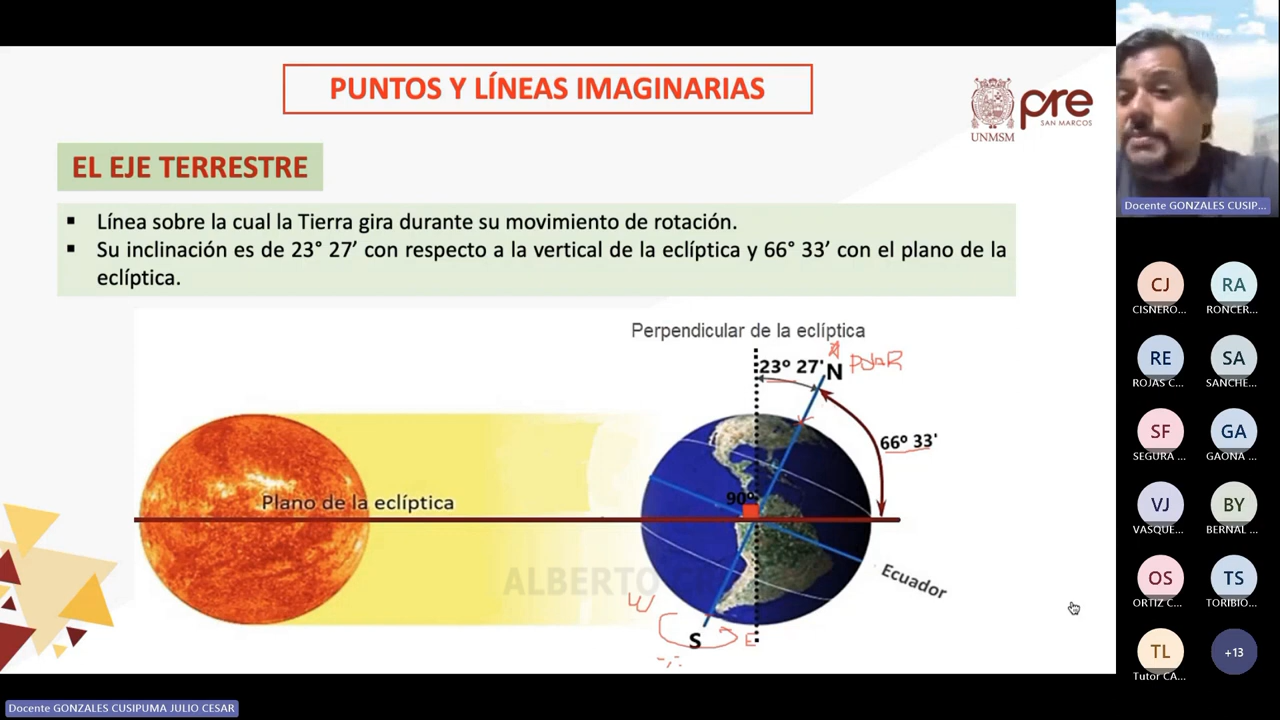 PUNTOS Y LÍNEAS IMAGINARIAS
UNMSM
pre
SAN MARCOS
EL EJE TERRESTRE
▪ Línea sobre la cual la Tierra gira durante su movimiento de rotación.
▪ Su inclinación es de 23° 27’ con respecto a la vertical de la eclíptica y 66° 33’ con el plano de la
eclíptica.
Perpendicular de la eclíptica
23º 27'
N
POLAR
66º 33'
90º
Plano de la eclíptica
Ecuador
ALBERTO
W
S
E
Docente GONZALES CUSIP...
CJ
CISNERO...
RA
RONCER...
RE
ROJAS C...
SA
SANCHE...
SF
SEGURA ...
GA
GAONA ...
VJ
VASQUE...
BY
BERNAL ...
OS
ORTIZ C...
TS
TORIBIO...
TL
Tutor CA...
+13
Docente GONZALES CUSIPUMA JULIO CESAR